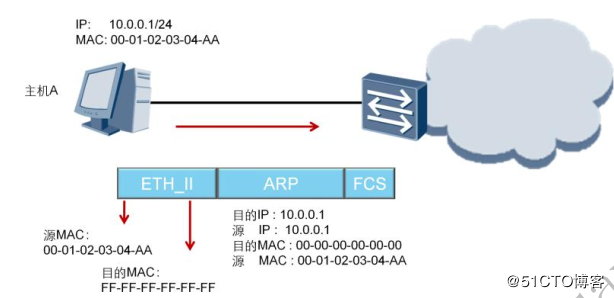 IP: 10.0.0.1/24
MAC: 00-01-02-03-04-AA
主机A
ETH_II ARP FCS
源MAC:
00-01-02-03-04-AA
目的MAC:
FF-FF-FF-FF-FF-FF
目的IP : 10.0.0.1
源 IP : 10.0.0.1
目的MAC : 00-00-00-00-00-00
源 MAC : 00-01-02-03-04-AA
@51CTO博客